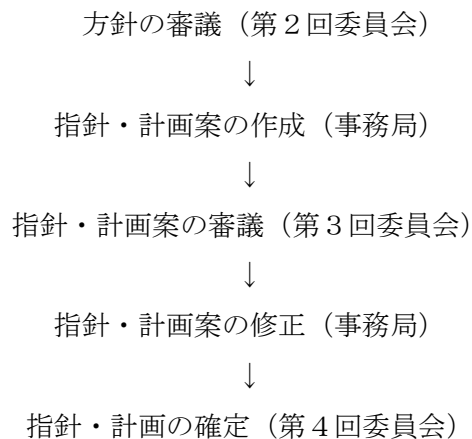 方針の審議（第２回委員会）
↓
指針・計画案の作成（事務局）
↓
指針・計画案の審議（第３回委員会）
↓
指針・計画案の修正（事務局）
↓
指針・計画の確定（第４回委員会）